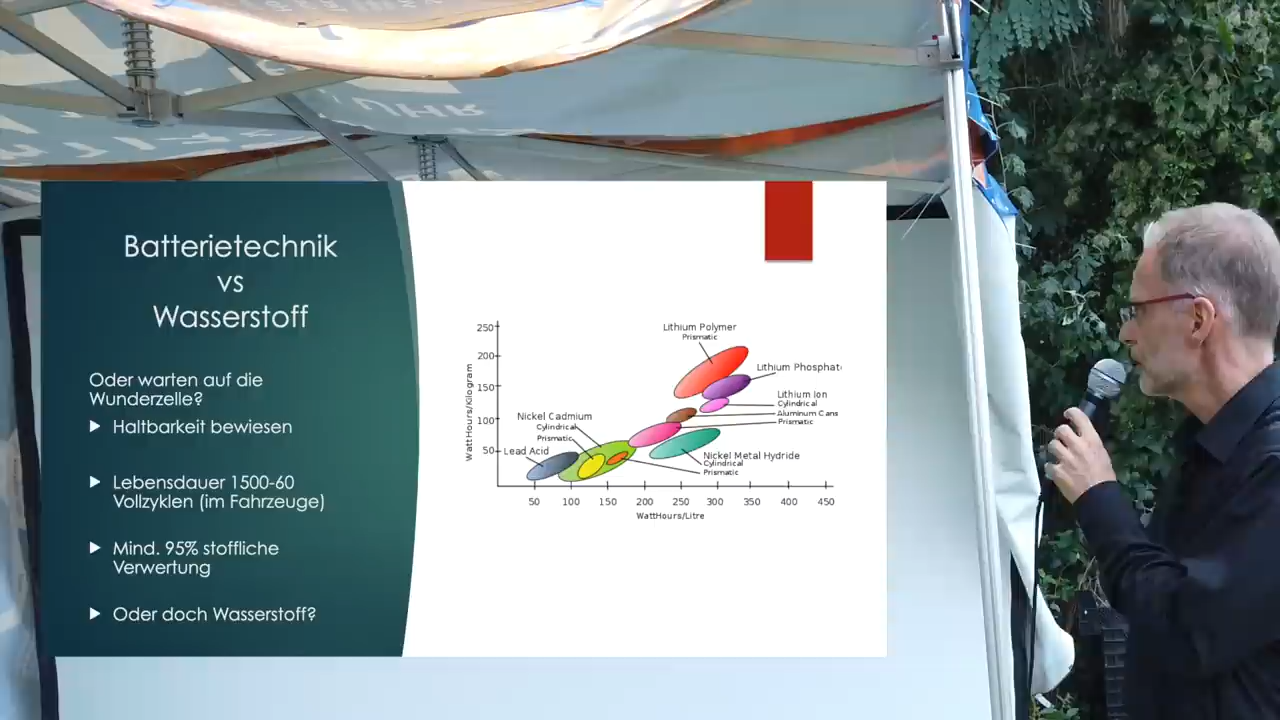 UHR
Batterietechnik
vs
Wasserstoff
Oder warten auf die
Wunderzelle?
Haltbarkeit bewiesen
Lebensdauer 1500-60
Vollzyklen (im Fahrzeuge)
Mind. 95% stoffliche
Verwertung
Oder doch Wasserstoff?
WattHours/Kilogram
250
200
150
100
50
Lithium Polymer
Prismatic
Lithium Phosphat
Lithium Ion
Cylindrical
Aluminum Cans
Prismatic
Nickel Cadmium
Cylindrical
Prismatic
Lead Acid
Nickel Metal Hydride
Cylindrical
Prismatic
50 100 150 200 250 300 350 400 450
WattHours/Litre